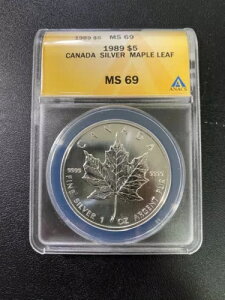 1989 $5 MS 69
1989 $5
CANADA SILVER MAPLE LEAF
MS 69
ANACS
CANADA
9999 9999
FINE SILVER 1 OZ ARGENT PUR